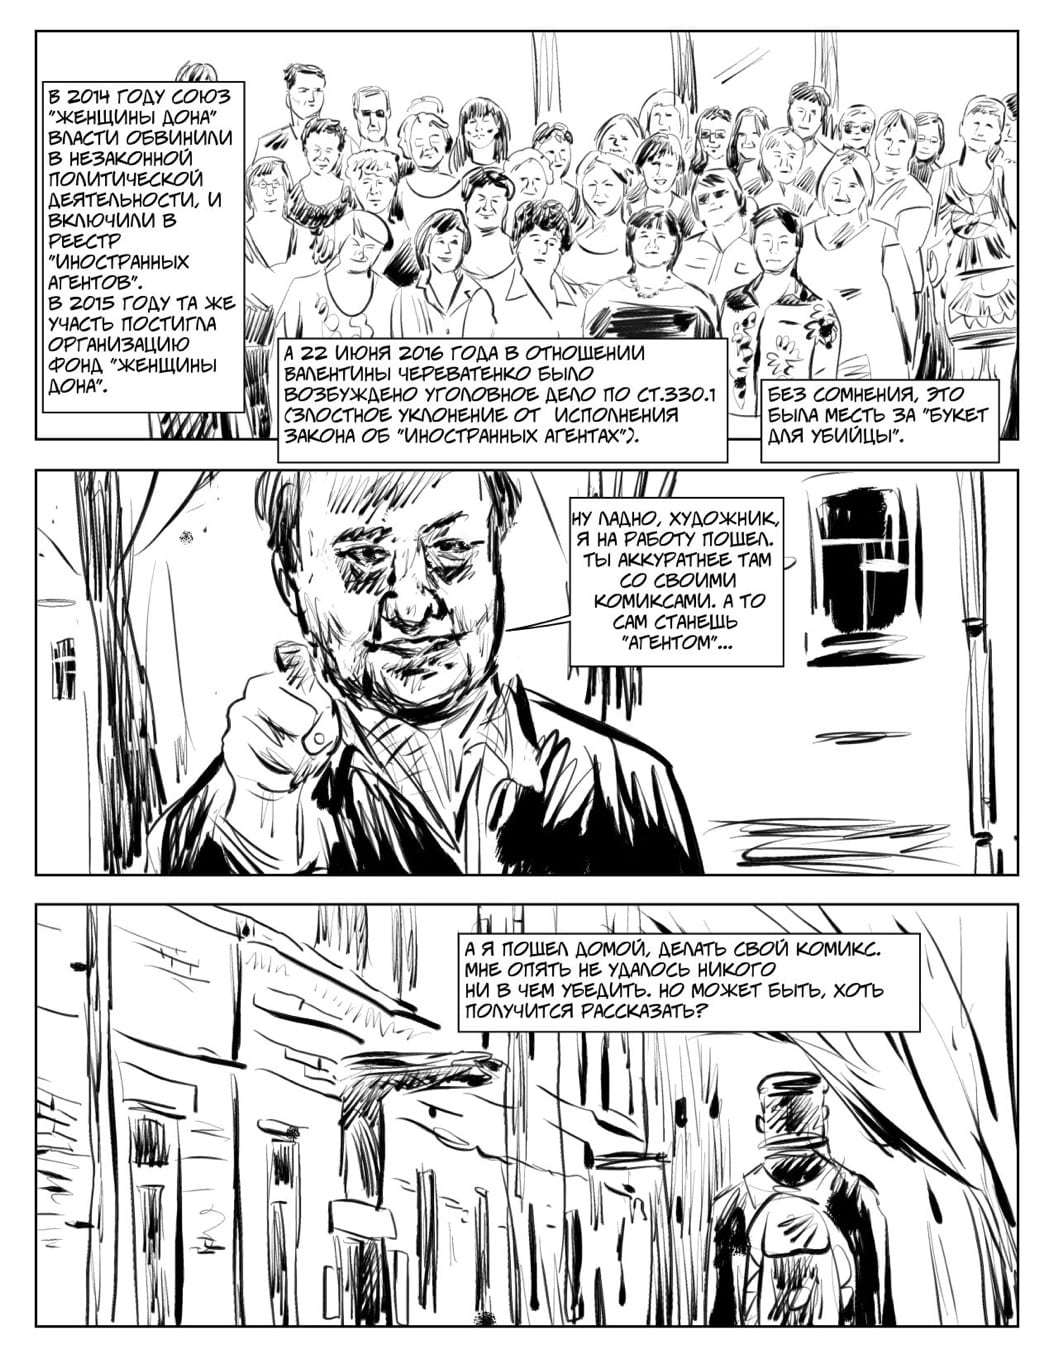 В 2014 ГОДУ СОЮЗ
"ЖЕНЩИНЫ ДОНА"
ВЛАСТИ ОБВИНИЛИ
В НЕЗАКОННОЙ
ПОЛИТИЧЕСКОЙ
ДЕЯТЕЛЬНОСТИ, И
ВКЛЮЧИЛИ В
РЕЕСТР
"ИНОСТРАННЫХ
АГЕНТОВ".
В 2015 ГОДУ ТА ЖЕ
УЧАСТЬ ПОСТИГЛА
ОРГАНИЗАЦИЮ
ФОНД "ЖЕНЩИНЫ
ДОНА".
А 22 ИЮНЯ 2016 ГОДА В ОТНОШЕНИИ
ВАЛЕНТИНЫ ЧЕРЕВАТЕНКО БЫЛО
ВОЗБУЖДЕНО УГОЛОВНОЕ ДЕЛО ПО СТ.330.1
(ЗЛОСТНОЕ УКЛОНЕНИЕ ОТ ИСПОЛНЕНИЯ
ЗАКОНА ОБ "ИНОСТРАННЫХ АГЕНТАХ").
БЕЗ СОМНЕНИЯ, ЭТО
БЫЛА МЕСТЬ ЗА "БУКЕТ
ДЛЯ УБИЙЦЫ".
НУ ЛАДНО, ХУДОЖНИК,
Я НА РАБОТУ ПОШЕЛ.
ТЫ АККУРАТНЕЕ ТАМ
СО СВОИМИ
КОМИКСАМИ. А ТО
САМ СТАНЕШЬ
"АГЕНТОМ"...
А Я ПОШЕЛ ДОМОЙ, ДЕЛАТЬ СВОЙ КОМИКС.
МНЕ ОПЯТЬ НЕ УДАЛОСЬ НИКОГО
НИ В ЧЕМ УБЕДИТЬ. НО МОЖЕТ БЫТЬ, ХОТЬ
ПОЛУЧИТСЯ РАССКАЗАТЬ?